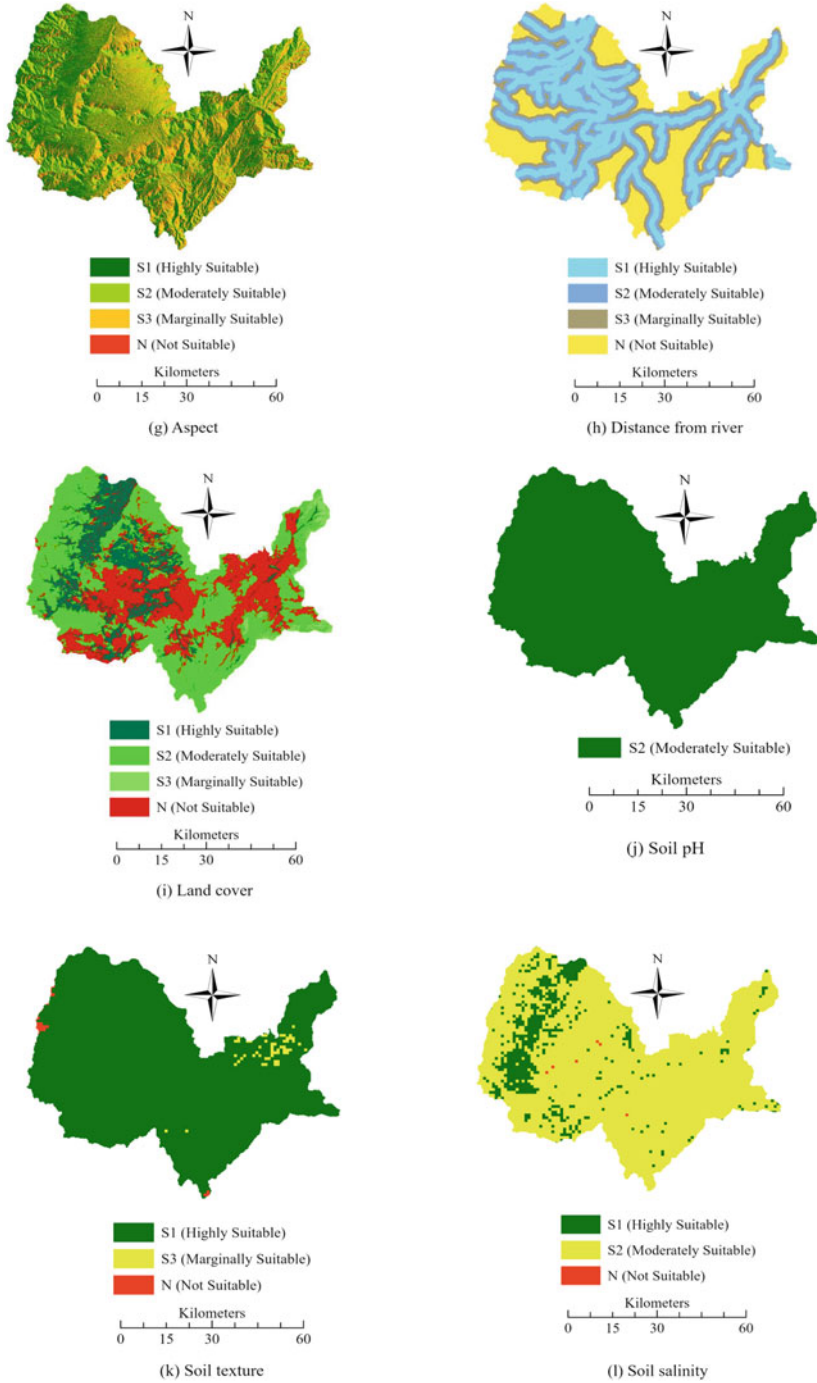 N
S1 (Highly Suitable)
S2 (Moderately Suitable)
S3 (Marginally Suitable)
N (Not Suitable)
Kilometers
0 15 30 60
(g) Aspect
N
S1 (Highly Suitable)
S2 (Moderately Suitable)
S3 (Marginally Suitable)
N (Not Suitable)
Kilometers
0 15 30 60
(h) Distance from river
N
S1 (Highly Suitable)
S2 (Moderately Suitable)
S3 (Marginally Suitable)
N (Not Suitable)
Kilometers
0 15 30 60
(i) Land cover
N
S2 (Moderately Suitable)
Kilometers
0 15 30 60
(j) Soil pH
N
S1 (Highly Suitable)
S3 (Marginally Suitable)
N (Not Suitable)
Kilometers
0 15 30 60
(k) Soil texture
N
S1 (Highly Suitable)
S2 (Moderately Suitable)
N (Not Suitable)
Kilometers
0 15 30 60
(l) Soil salinity